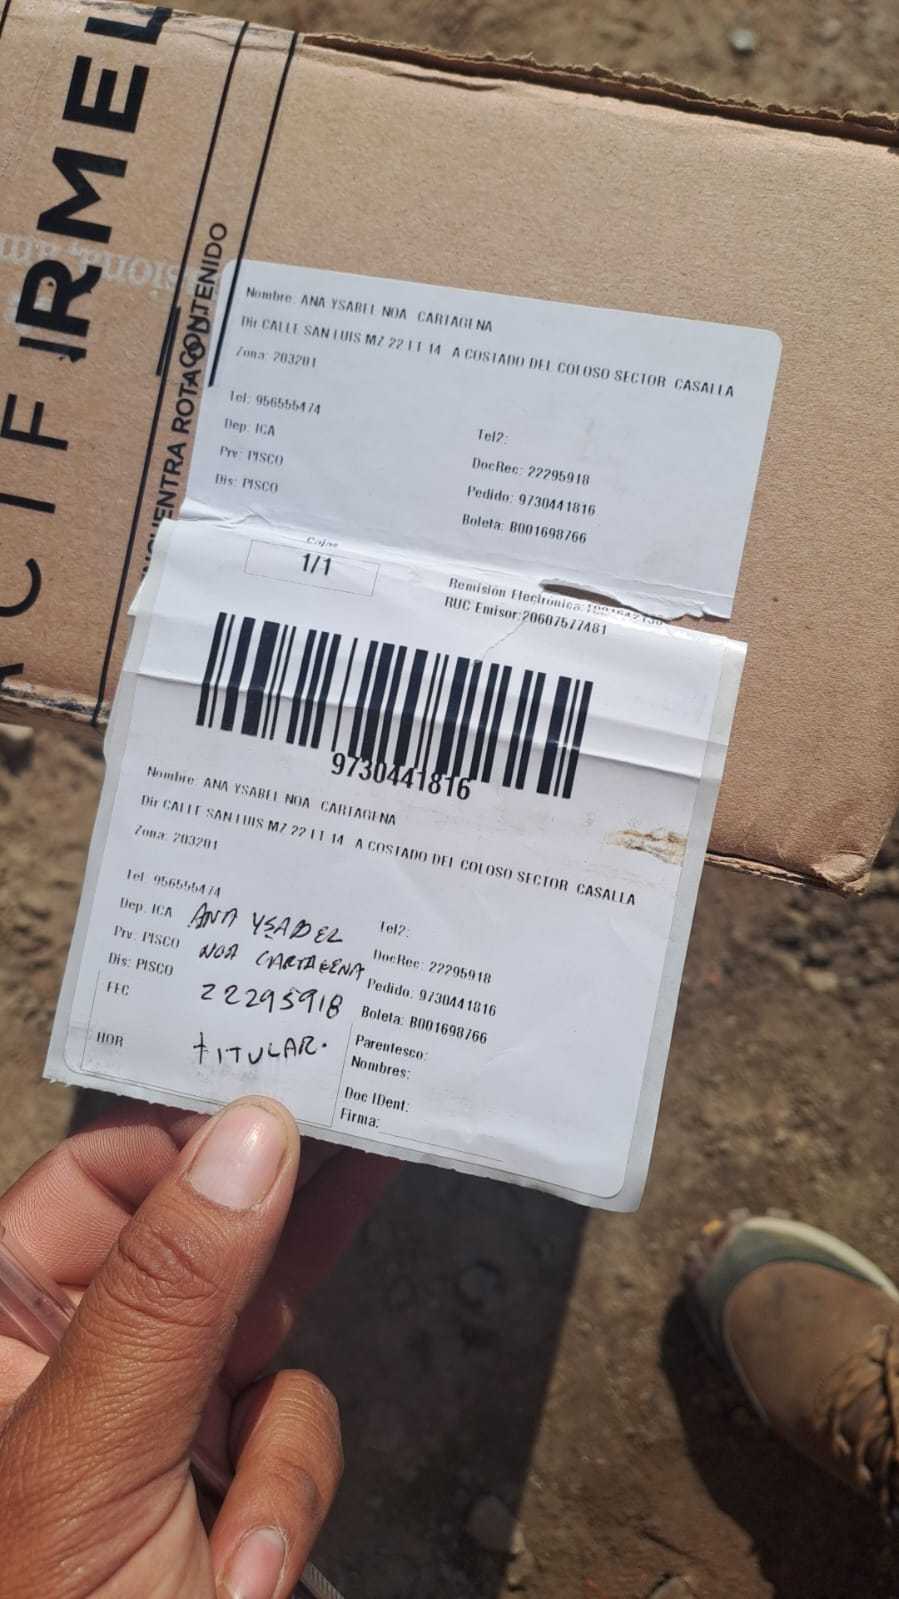 IRMEL
CONTENIDO
Nombre: ANA YSABEL NOA CARTAGENA
Dir CALLE SAN LUIS MZ 22 LT 14 A COSTADO DEL COLOSO SECTOR CASALLA
Zona: 203201
Tel: 956555474
Tel2:
Dep: ICA
DocRec: 22295918
Prv: PISCO
Pedido: 9730441816
Dis: PISCO
Boleta: B001698766
Cajas
1/1
Remisión Electrónica:
RUC Emisor:20607577481
9730441816
Nombre: ANA YSABEL NOA CARTAGENA
Dir CALLE SAN LUIS MZ 22 LT 14 A COSTADO DEL COLOSO SECTOR CASALLA
Zona: 203201
Tel: 956555474
Tel2:
Dep: ICA
DocRec: 22295918
Prv: PISCO
Pedido: 9730441816
Dis: PISCO
Boleta: B001698766
ANA YSABEL
NOA CARTAGENA
22295918
TITULAR.
FEC
HOR
Parentesco:
Nombres:
Doc IDent:
Firma: